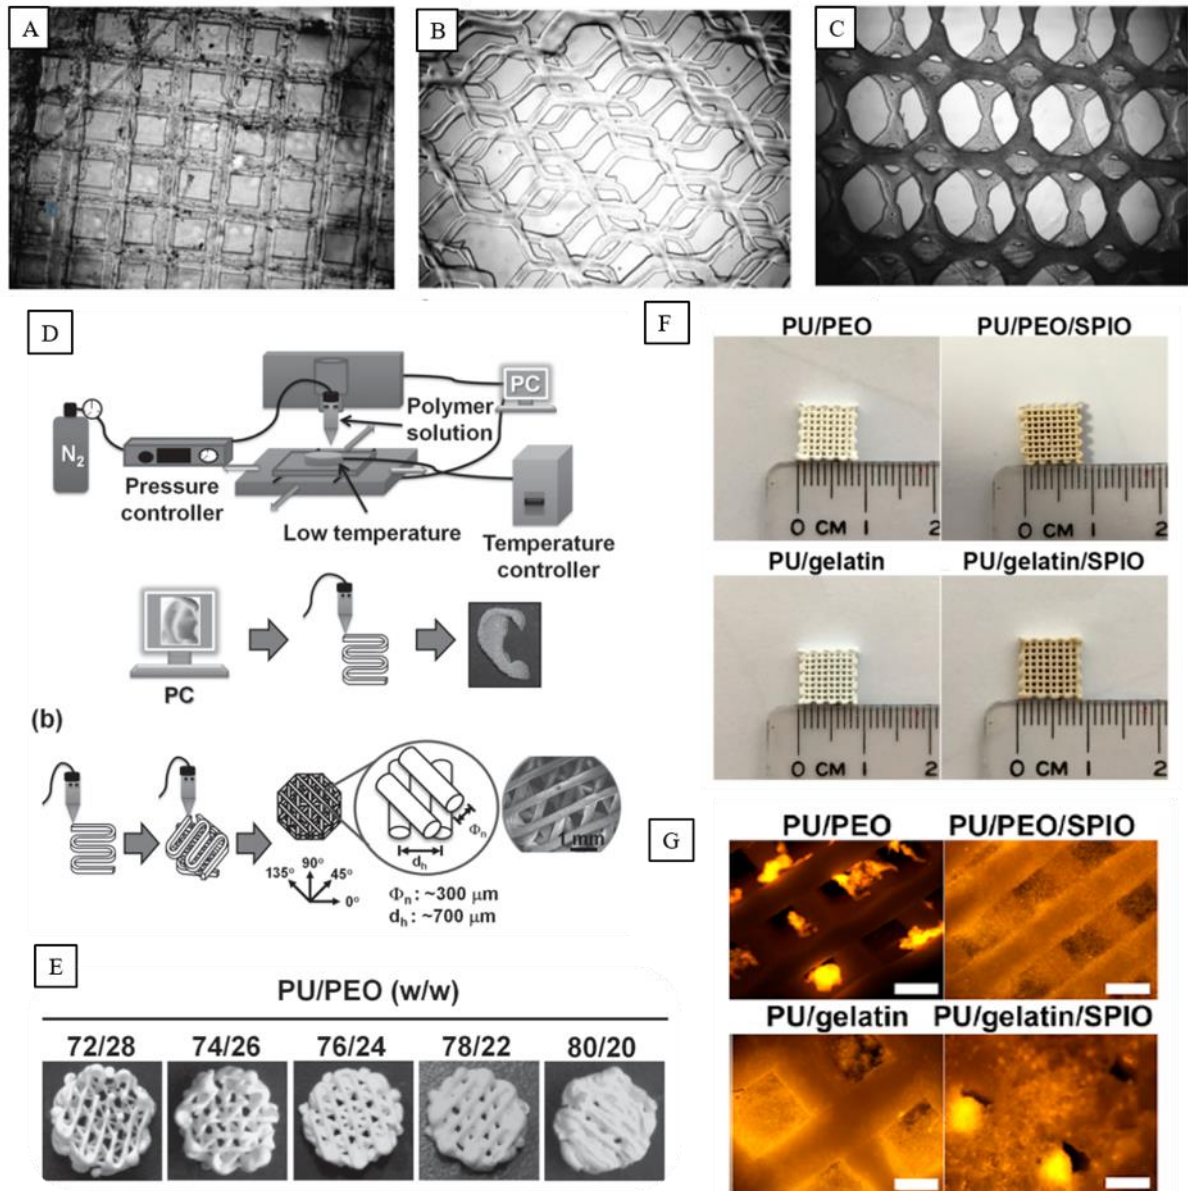 A
B
C
D
N₂
Pressure
controller
Polymer
solution
PC
Low temperature
Temperature
controller
PC
(b)
135°
90°
45°
0°
Φn
dh
Φn : ~300 μm
dh : ~700 μm
1 mm
E
PU/PEO (w/w)
72/28 74/26 76/24 78/22 80/20
F
PU/PEO PU/PEO/SPIO
0 CM 1 2 0 CM 1 2
PU/gelatin PU/gelatin/SPIO
0 CM 1 2 0 CM 1 2
G
PU/PEO PU/PEO/SPIO
PU/gelatin PU/gelatin/SPIO